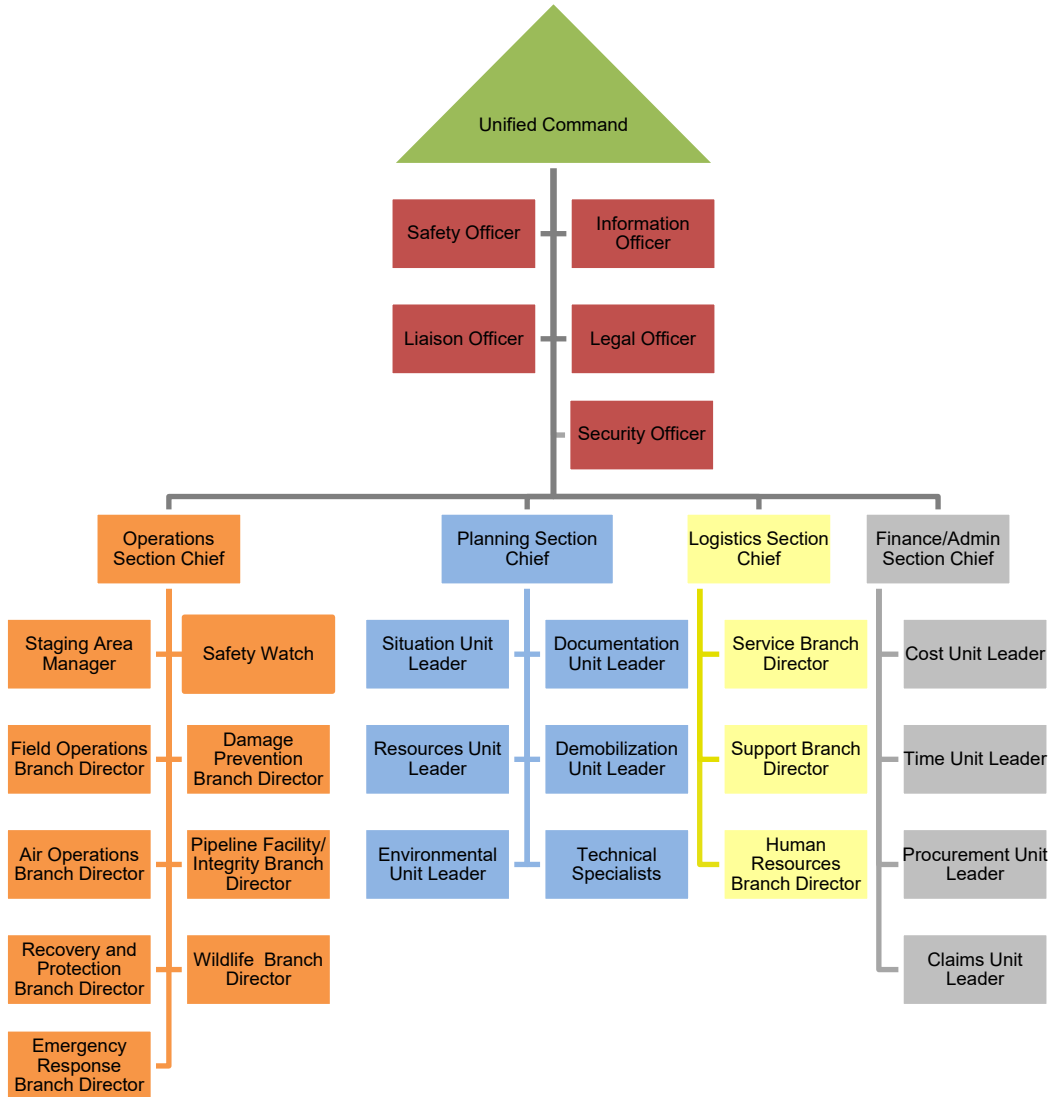 Unified Command
Safety Officer
Information
Officer
Liaison Officer
Legal Officer
Security Officer
Operations
Section Chief
Planning Section
Chief
Logistics Section
Chief
Finance/Admin
Section Chief
Staging Area
Manager
Safety Watch
Situation Unit
Leader
Documentation
Unit Leader
Service Branch
Director
Cost Unit Leader
Field Operations
Branch Director
Damage
Prevention
Branch Director
Resources Unit
Leader
Demobilization
Unit Leader
Support Branch
Director
Time Unit Leader
Air Operations
Branch Director
Pipeline Facility/
Integrity Branch
Director
Environmental
Unit Leader
Technical
Specialists
Human
Resources
Branch Director
Procurement Unit
Leader
Recovery and
Protection
Branch Director
Wildlife Branch
Director
Claims Unit
Leader
Emergency
Response
Branch Director